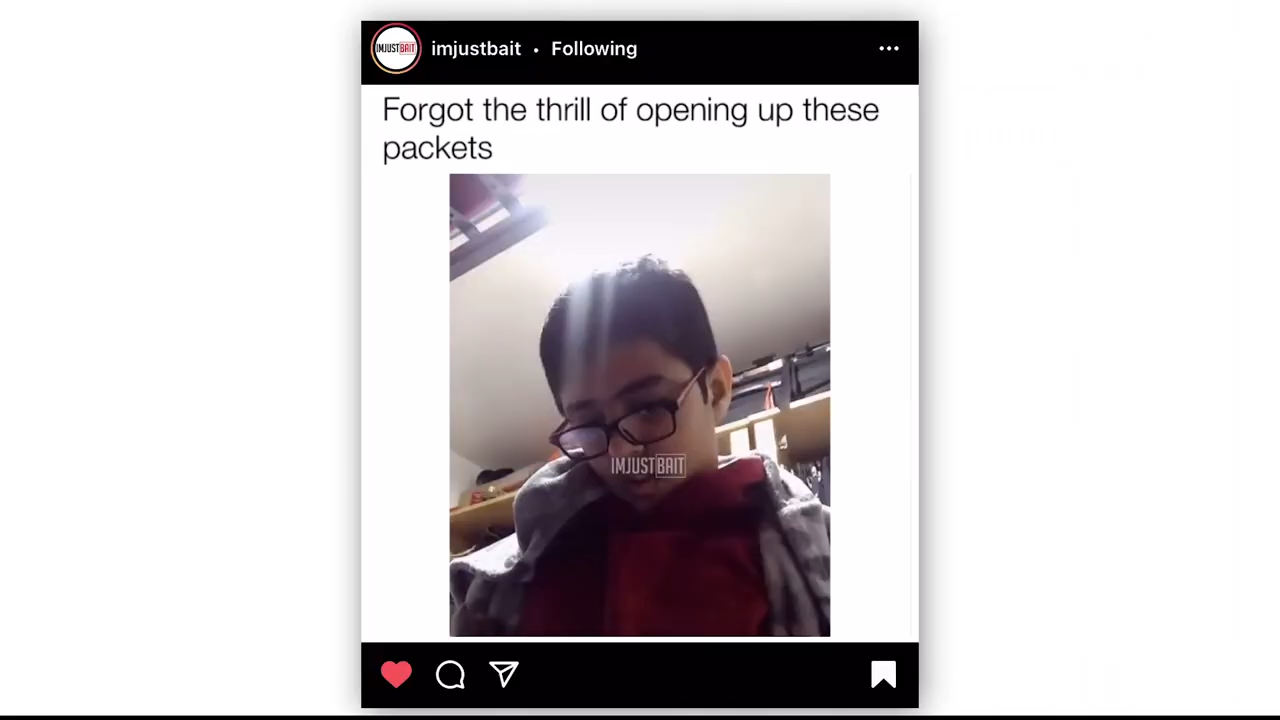 IMJUSTBAIT
imjustbait • Following
Forgot the thrill of opening up these
packets
IMJUSTBAIT